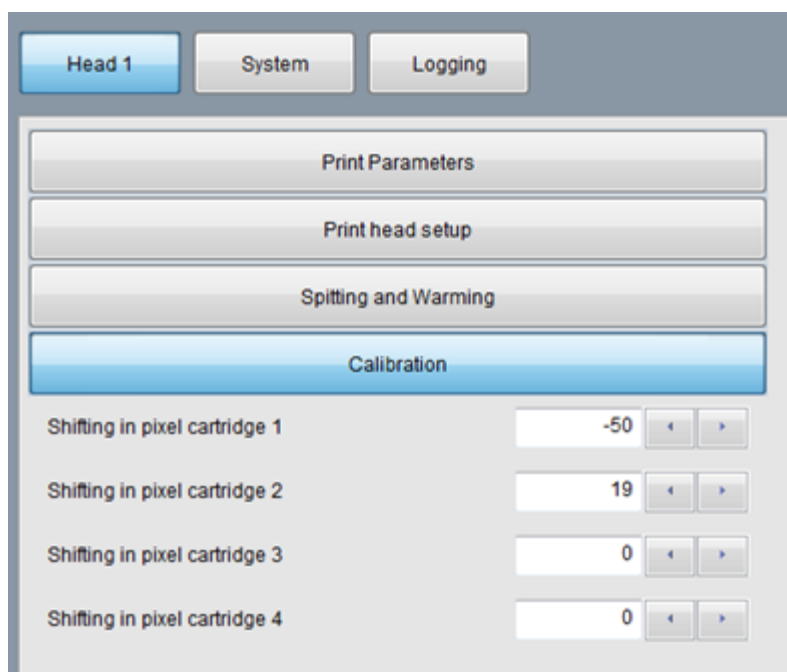 Head 1 System Logging
Print Parameters
Print head setup
Spitting and Warming
Calibration
Shifting in pixel cartridge 1 -50
Shifting in pixel cartridge 2 19
Shifting in pixel cartridge 3 0
Shifting in pixel cartridge 4 0